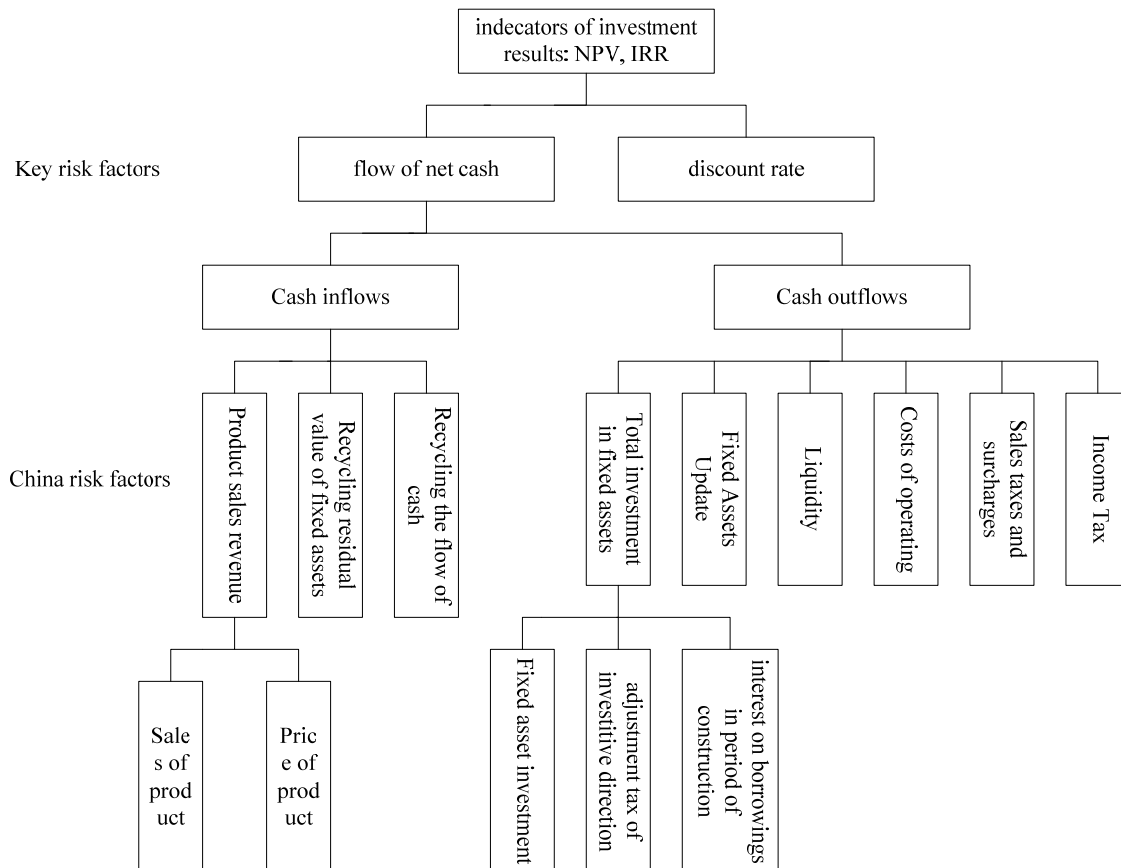 indecators of investment
results: NPV, IRR
Key risk factors
flow of net cash
discount rate
Cash inflows
Cash outflows
China risk factors
Product sales revenue
Recycling residual
value of fixed assets
Recycling the flow of
cash
Total investment
in fixed assets
Fixed Assets
Update
Liquidity
Costs of operating
Sales taxes and
surcharges
Income Tax
Sale
s of
prod
uct
Pric
e of
prod
uct
Fixed asset investment
adjustment tax of
investitive direction
interest on borrowings
in period of
construction